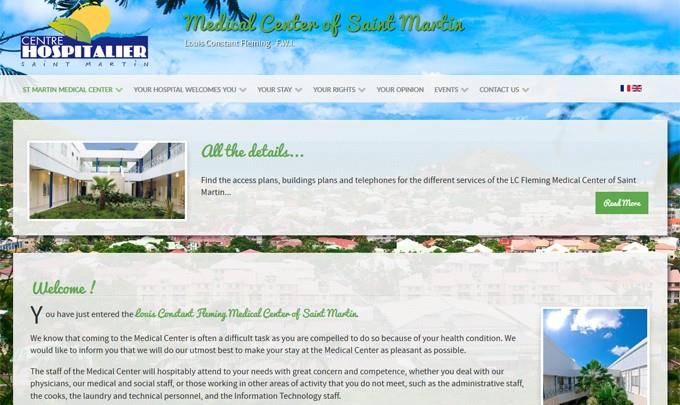 Medical Center of Saint Martin
Louis Constant Fleming - F.W.I.
CENTRE
HOSPITALIER
SAINT MARTIN
ST MARTIN MEDICAL CENTER YOUR HOSPITAL WELCOMES YOU YOUR STAY YOUR RIGHTS YOUR OPINION EVENTS CONTACT US
All the details...
Find the access plans, buildings plans and telephones for the different services of the LC Fleming Medical Center of Saint
Martin...
Read More
Welcome !
You have just entered the Louis Constant Fleming Medical Center of Saint Martin.
We know that coming to the Medical Center is often a difficult task as you are compelled to do so because of your health condition. We
would like to inform you that we will do our utmost best to make your stay at the Medical Center as pleasant as possible.
The staff of the Medical Center will hospitably attend to your needs with great concern and competence, whether you deal with our
physicians, our medical and social staff, or those working in other areas of activity that you do not meet, such as the administrative staff,
the cooks, the laundry and technical personnel, and the Information Technology staff.